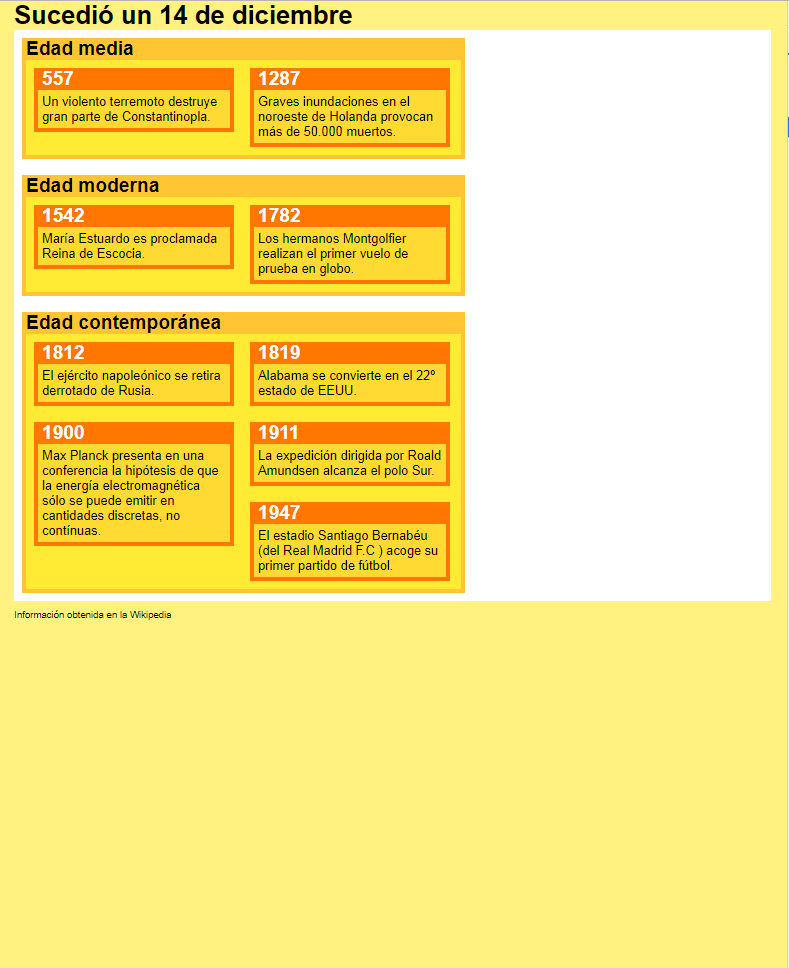 Sucedió un 14 de diciembre
Edad media
557
Un violento terremoto destruye
gran parte de Constantinopla.
1287
Graves inundaciones en el
noroeste de Holanda provocan
más de 50.000 muertos.
Edad moderna
1542
María Estuardo es proclamada
Reina de Escocia.
1782
Los hermanos Montgolfier
realizan el primer vuelo de
prueba en globo.
Edad contemporánea
1812
El ejército napoleónico se retira
derrotado de Rusia.
1819
Alabama se convierte en el 22º
estado de EEUU.
1900
Max Planck presenta en una
conferencia la hipótesis de que
la energía electromagnética
sólo se puede emitir en
cantidades discretas, no
contínuas.
1911
La expedición dirigida por Roald
Amundsen alcanza el polo Sur.
1947
El estadio Santiago Bernabéu
(del Real Madrid F.C ) acoge su
primer partido de fútbol.
Información obtenida en la Wikipedia